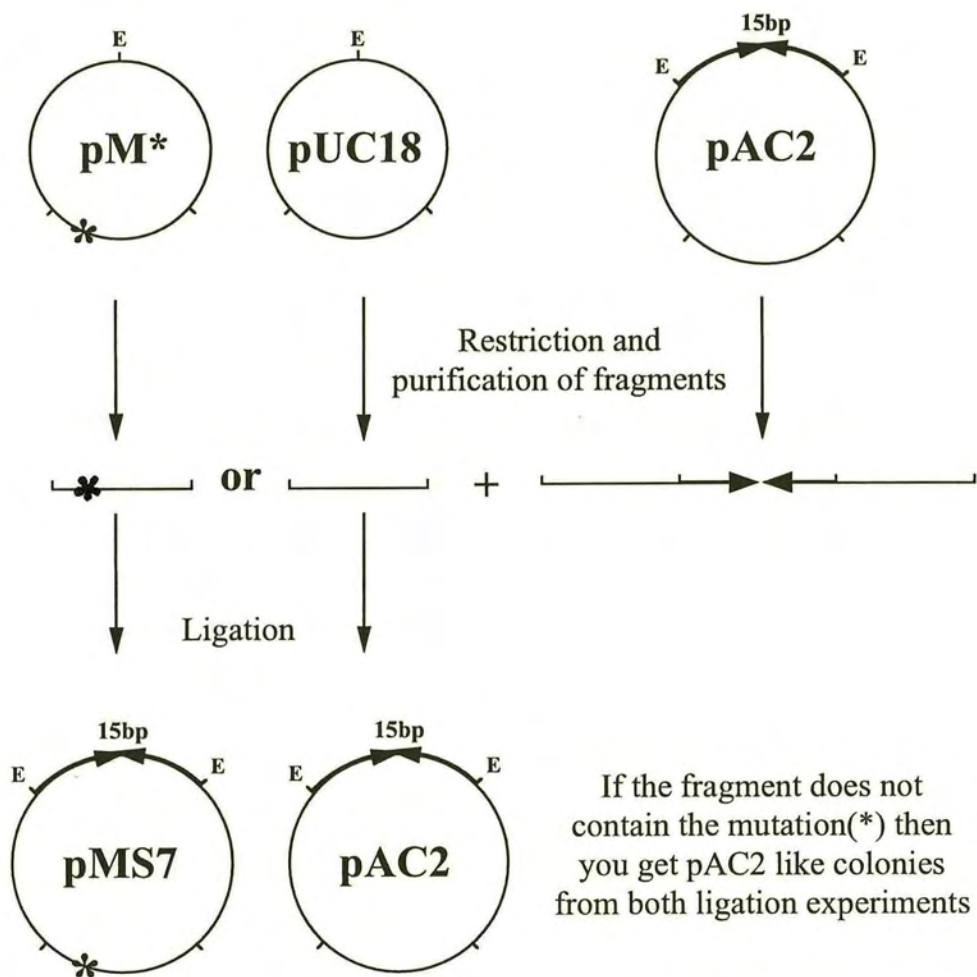 E
E
15bp
E
E
pM*
pUC18
pAC2
*
Restriction and
purification of fragments
*
or
+
Ligation
15bp
15bp
E
E
E
E
pMS7
pAC2
*
If the fragment does not
contain the mutation(*) then
you get pAC2 like colonies
from both ligation experiments